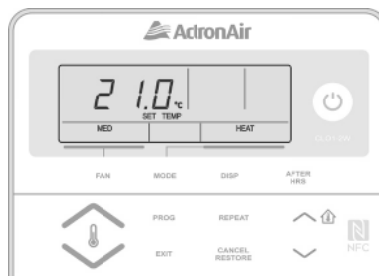 ActronAir
21.0 °C
SET TEMP
MED HEAT
FAN MODE DISP AFTER
HRS
PROG REPEAT
EXIT CANCEL
RESTORE
NFC